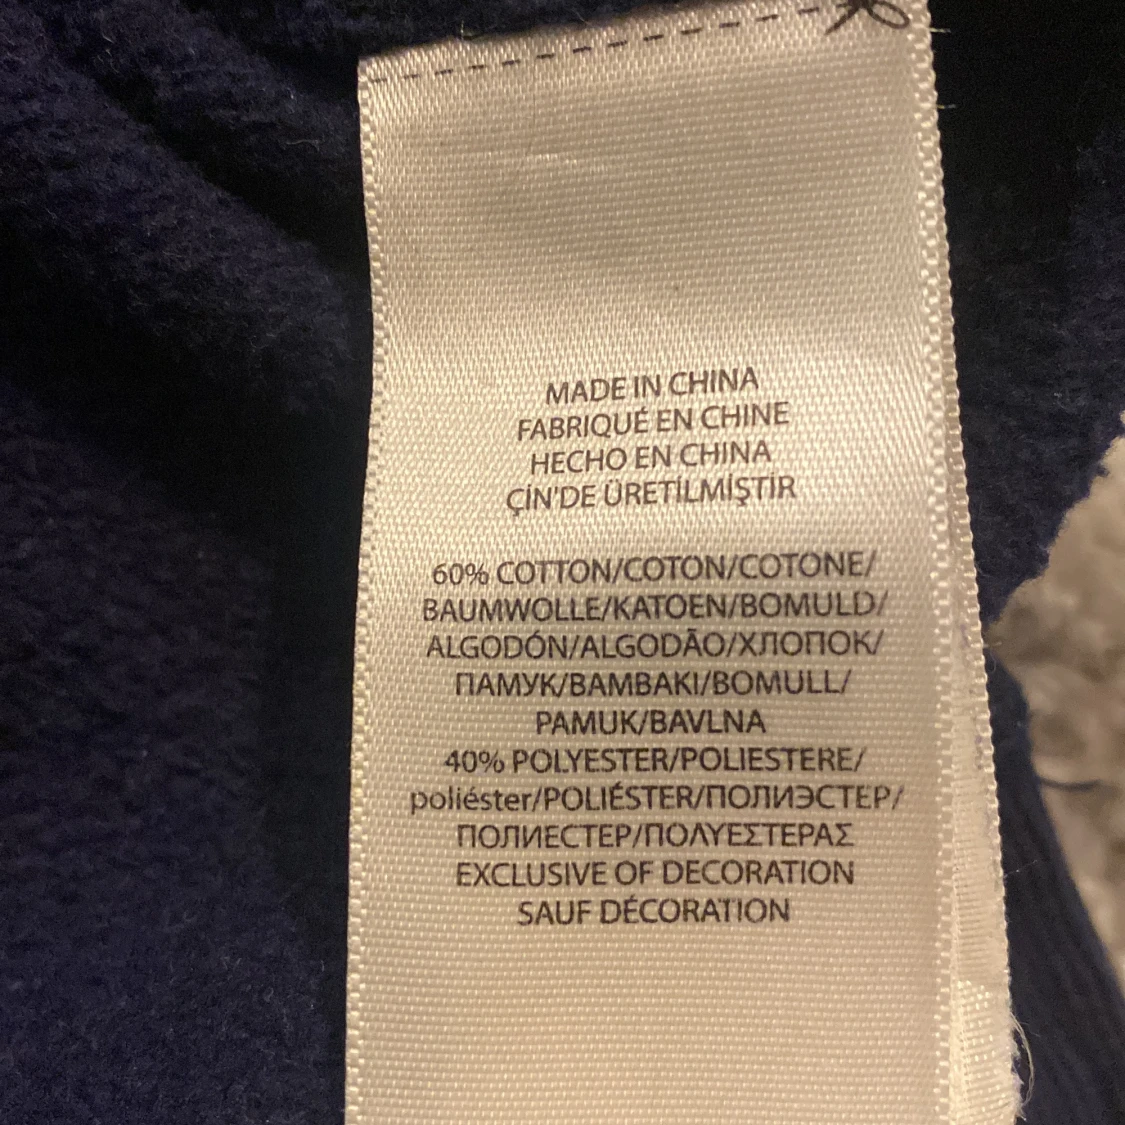 MADE IN CHINA
FABRIQUÉ EN CHINE
HECHO EN CHINA
ÇİN'DE ÜRETİLMİŞTİR
60% COTTON/COTON/COTONE/
BAUMWOLLE/KATOEN/BOMULD/
ALGODÓN/ALGODÃO/ХЛОПОК/
ПАМУК/BAMBAKI/BOMULL/
PAMUK/BAVLNA
40% POLYESTER/POLIESTERE/
poliéster/POLIÉSTER/ПОЛИЭСТЕР/
ПОЛИЕСТЕР/ΠΟΛΥΕΣΤΕΡΑΣ
EXCLUSIVE OF DECORATION
SAUF DÉCORATION